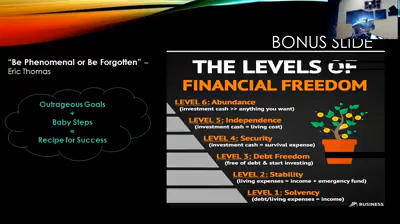 BONUS SLIDE
"Be Phenomenal or Be Forgotten" –
Eric Thomas
Outrageous Goals
+
Baby Steps
=
Recipe for Success
THE LEVELS OF
FINANCIAL FREEDOM
LEVEL 6: Abundance
(investment cash >> anything you want)
LEVEL 5: Independence
(investment cash = living cost)
LEVEL 4: Security
(investment cash = survival expense)
LEVEL 3: Debt Freedom
(free of debt & start investing)
LEVEL 2: Stability
(living expenses = income + emergency fund)
LEVEL 1: Solvency
(debt/living expenses = income)
BUSINESS